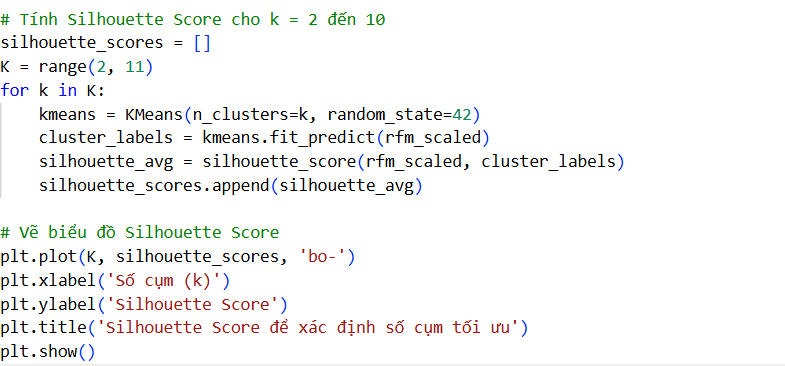 # Tính Silhouette Score cho k = 2 đến 10
silhouette_scores = []
K = range(2, 11)
for k in K:
    kmeans = KMeans(n_clusters=k, random_state=42)
    cluster_labels = kmeans.fit_predict(rfm_scaled)
    silhouette_avg = silhouette_score(rfm_scaled, cluster_labels)
    silhouette_scores.append(silhouette_avg)

# Vẽ biểu đồ Silhouette Score
plt.plot(K, silhouette_scores, 'bo-')
plt.xlabel('Số cụm (k)')
plt.ylabel('Silhouette Score')
plt.title('Silhouette Score để xác định số cụm tối ưu')
plt.show()